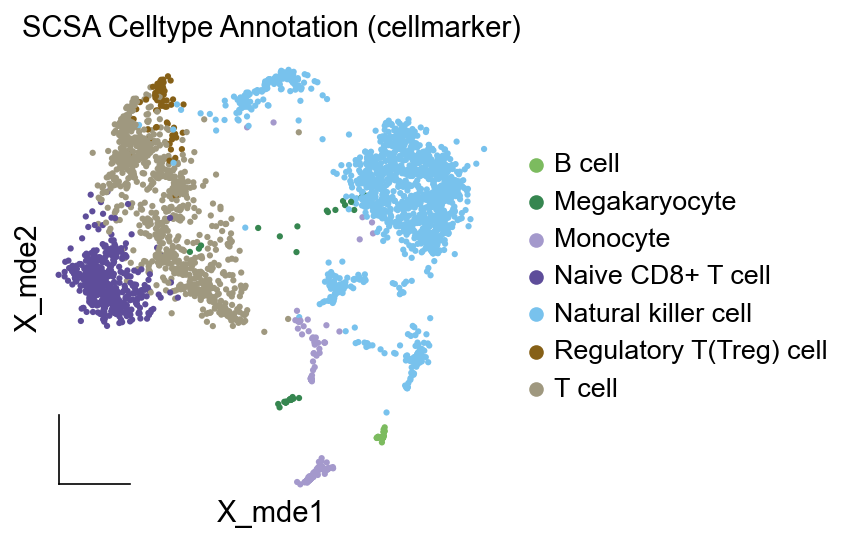 SCSA Celltype Annotation (cellmarker)
X_mde2
B cell
Megakaryocyte
Monocyte
Naive CD8+ T cell
Natural killer cell
Regulatory T(Treg) cell
T cell
X_mde1